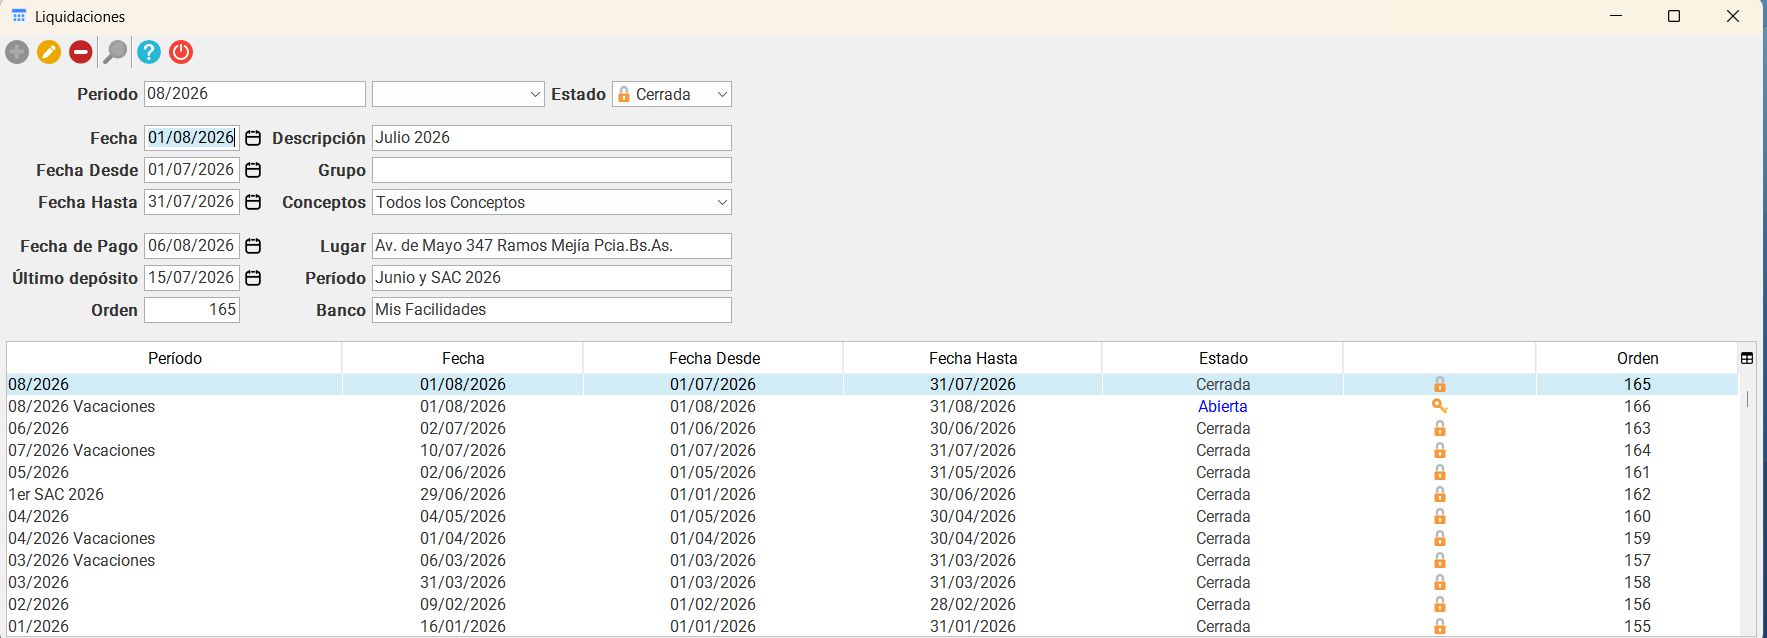 Liquidaciones
Periodo 08/2026 Estado Cerrada
Fecha 01/08/2026 Descripción Julio 2026
Fecha Desde 01/07/2026 Grupo
Fecha Hasta 31/07/2026 Conceptos Todos los Conceptos
Fecha de Pago 06/08/2026 Lugar Av. de Mayo 347 Ramos Mejía Pcia.Bs.As.
Último depósito 15/07/2026 Período Junio y SAC 2026
Orden 165 Banco Mis Facilidades
Período Fecha Fecha Desde Fecha Hasta Estado Orden
08/2026 01/08/2026 01/07/2026 31/07/2026 Cerrada 165
08/2026 Vacaciones 01/08/2026 01/08/2026 31/08/2026 Abierta 166
06/2026 02/07/2026 01/06/2026 30/06/2026 Cerrada 163
07/2026 Vacaciones 10/07/2026 01/07/2026 31/07/2026 Cerrada 164
05/2026 02/06/2026 01/05/2026 31/05/2026 Cerrada 161
1er SAC 2026 29/06/2026 01/01/2026 30/06/2026 Cerrada 162
04/2026 04/05/2026 01/05/2026 30/04/2026 Cerrada 160
04/2026 Vacaciones 01/04/2026 01/04/2026 30/04/2026 Cerrada 159
03/2026 Vacaciones 06/03/2026 01/03/2026 31/03/2026 Cerrada 157
03/2026 31/03/2026 01/03/2026 31/03/2026 Cerrada 158
02/2026 09/02/2026 01/02/2026 28/02/2026 Cerrada 156
01/2026 16/01/2026 01/01/2026 31/01/2026 Cerrada 155